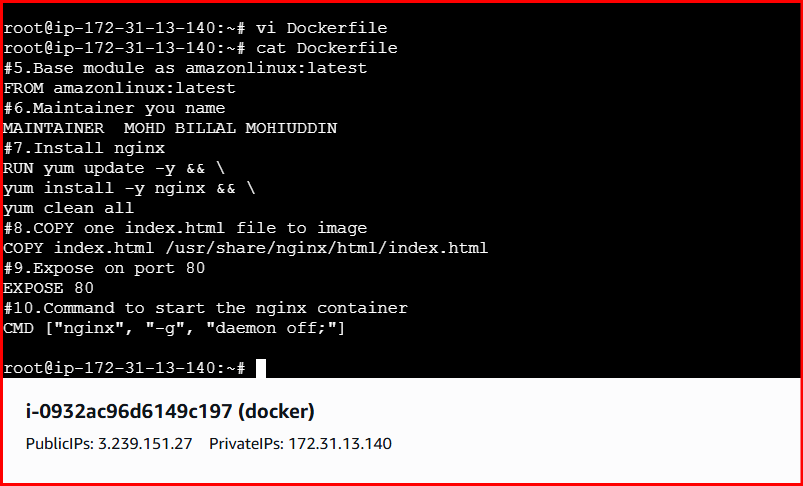 root@ip-172-31-13-140:~# vi Dockerfile
root@ip-172-31-13-140:~# cat Dockerfile
#5.Base module as amazonlinux:latest
FROM amazonlinux:latest
#6.Maintainer you name
MAINTAINER  MOHD BILLAL MOHIUDDIN
#7.Install nginx
RUN yum update -y && \
yum install -y nginx && \
yum clean all
#8.COPY one index.html file to image
COPY index.html /usr/share/nginx/html/index.html
#9.Expose on port 80
EXPOSE 80
#10.Command to start the nginx container
CMD ["nginx", "-g", "daemon off;"]
root@ip-172-31-13-140:~#
i-0932ac96d6149c197 (docker)
PublicIPs: 3.239.151.27    PrivateIPs: 172.31.13.140